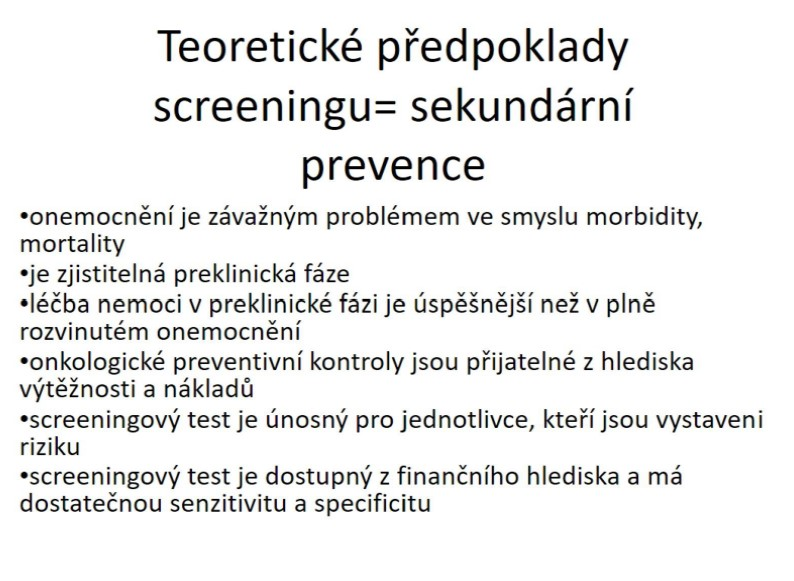 Teoretické předpoklady
screeningu= sekundární
prevence
•onemocnění je závažným problémem ve smyslu morbidity,
mortality
•je zjistitelná preklinická fáze
•léčba nemoci v preklinické fázi je úspěšnější než v plně
rozvinutém onemocnění
•onkologické preventivní kontroly jsou přijatelné z hlediska
výtěžnosti a nákladů
•screeningový test je únosný pro jednotlivce, kteří jsou vystaveni
riziku
•screeningový test je dostupný z finančního hlediska a má
dostatečnou senzitivitu a specificitu